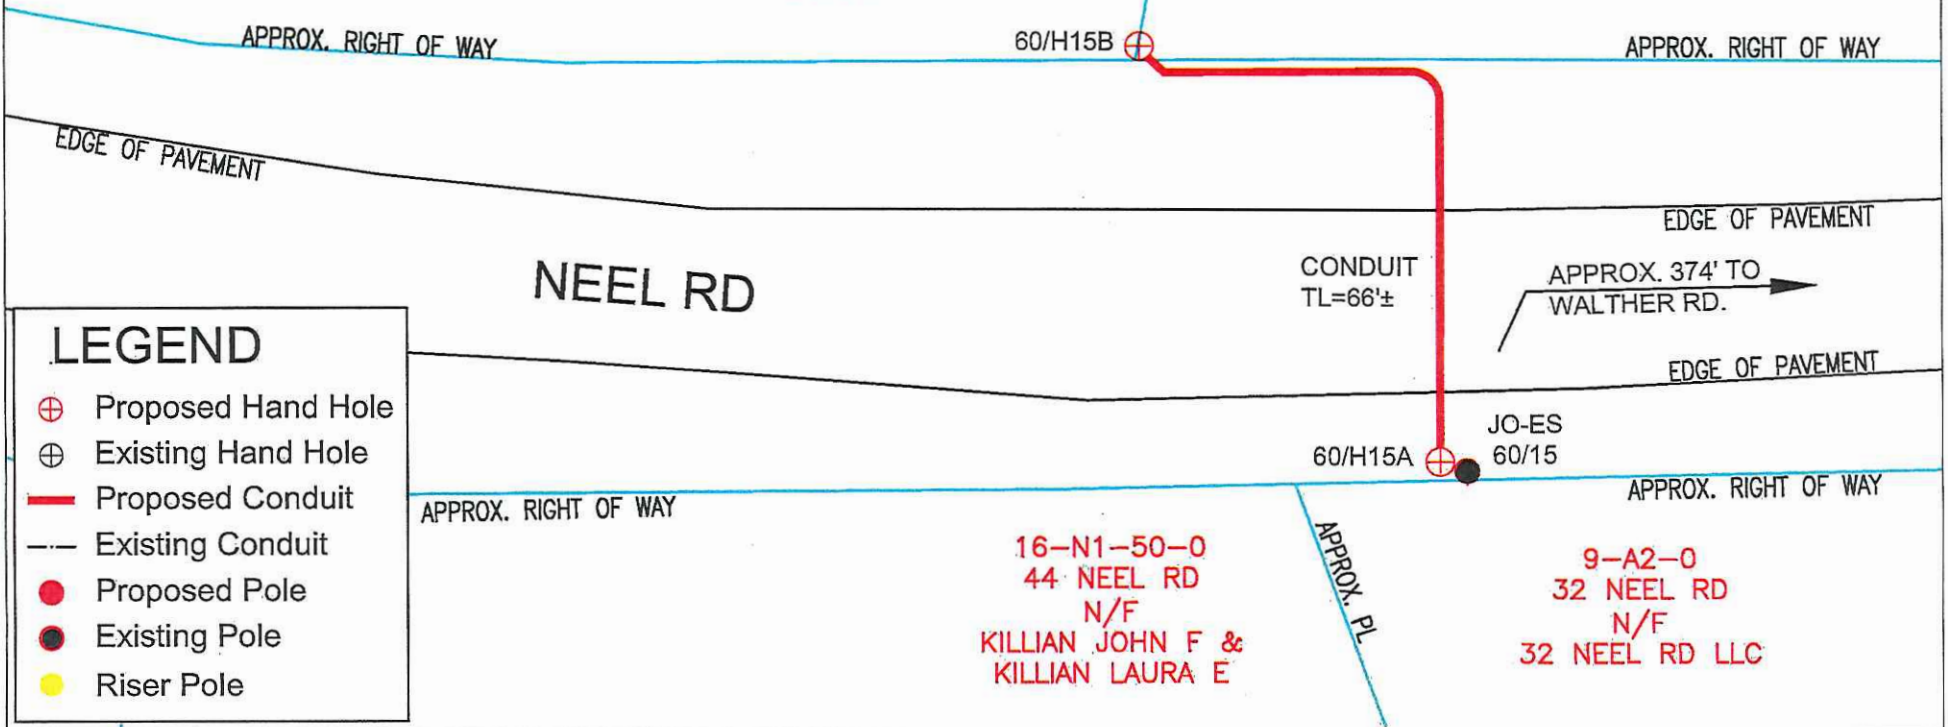 APPROX. RIGHT OF WAY
60/H15B
APPROX. RIGHT OF WAY
EDGE OF PAVEMENT
EDGE OF PAVEMENT
NEEL RD
CONDUIT
TL=66'±
APPROX. 374' TO
WALTHER RD.
EDGE OF PAVEMENT
LEGEND
Proposed Hand Hole
Existing Hand Hole
Proposed Conduit
Existing Conduit
Proposed Pole
Existing Pole
Riser Pole
JO-ES
60/15
60/H15A
APPROX. RIGHT OF WAY
APPROX. RIGHT OF WAY
16-N1-50-0
44 NEEL RD
N/F
KILLIAN JOHN F &
KILLIAN LAURA E
APPROX. PL
9-A2-0
32 NEEL RD
N/F
32 NEEL RD LLC